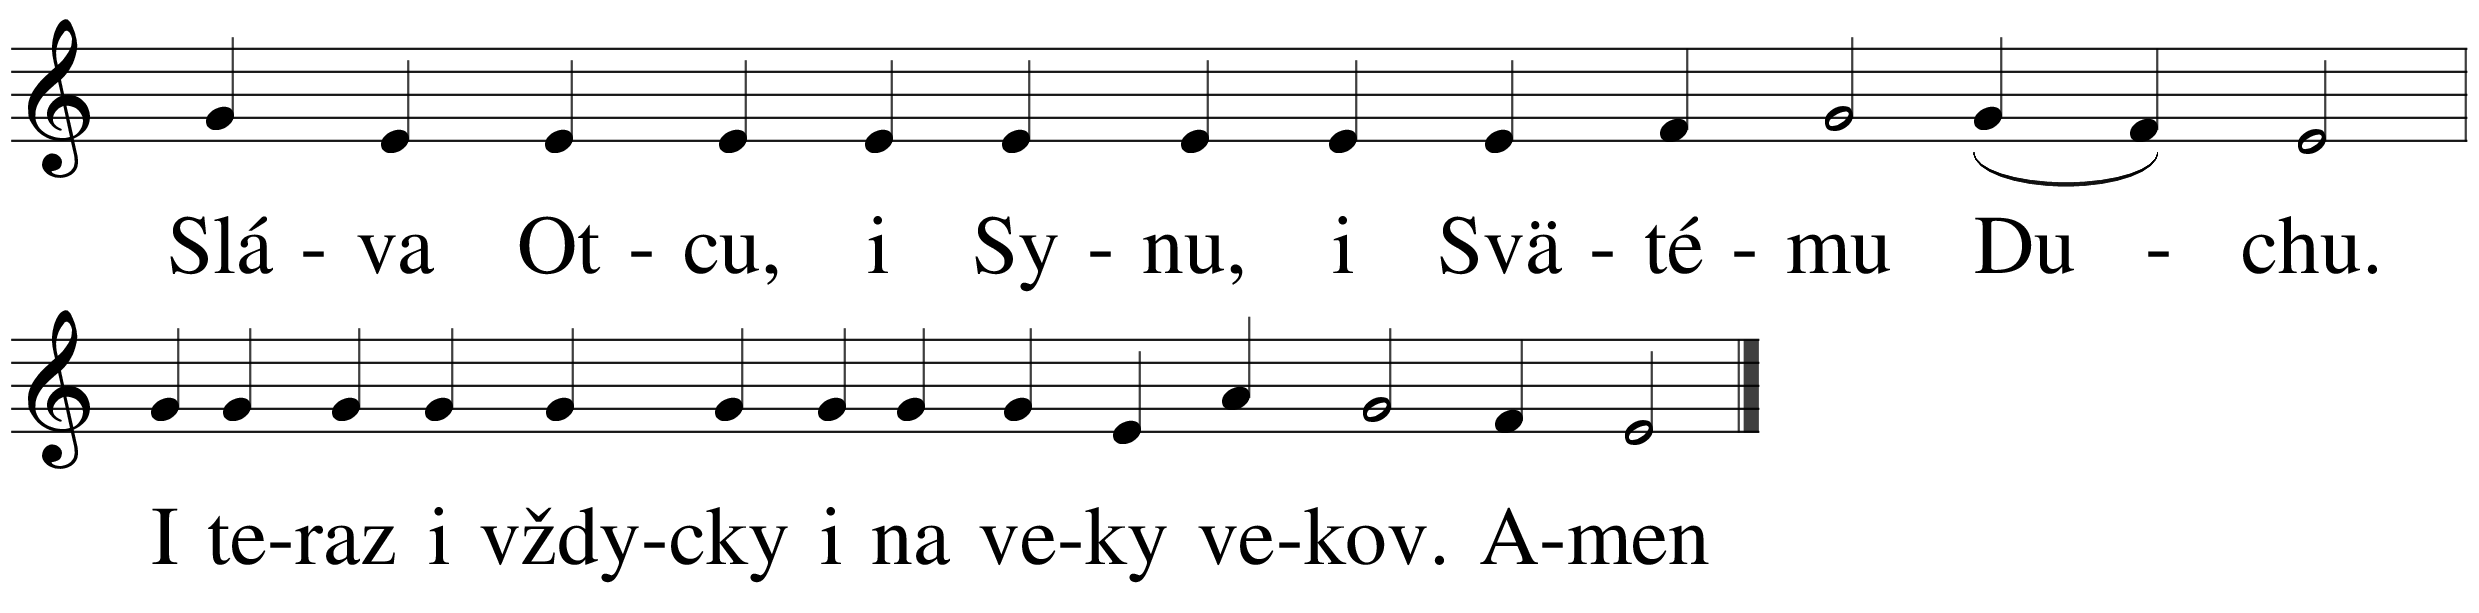 Slá - va Ot - cu, i Sy - nu, i Svä - té - mu Du - chu.
I te-raz i vždy-cky i na ve-ky ve-kov. A-men